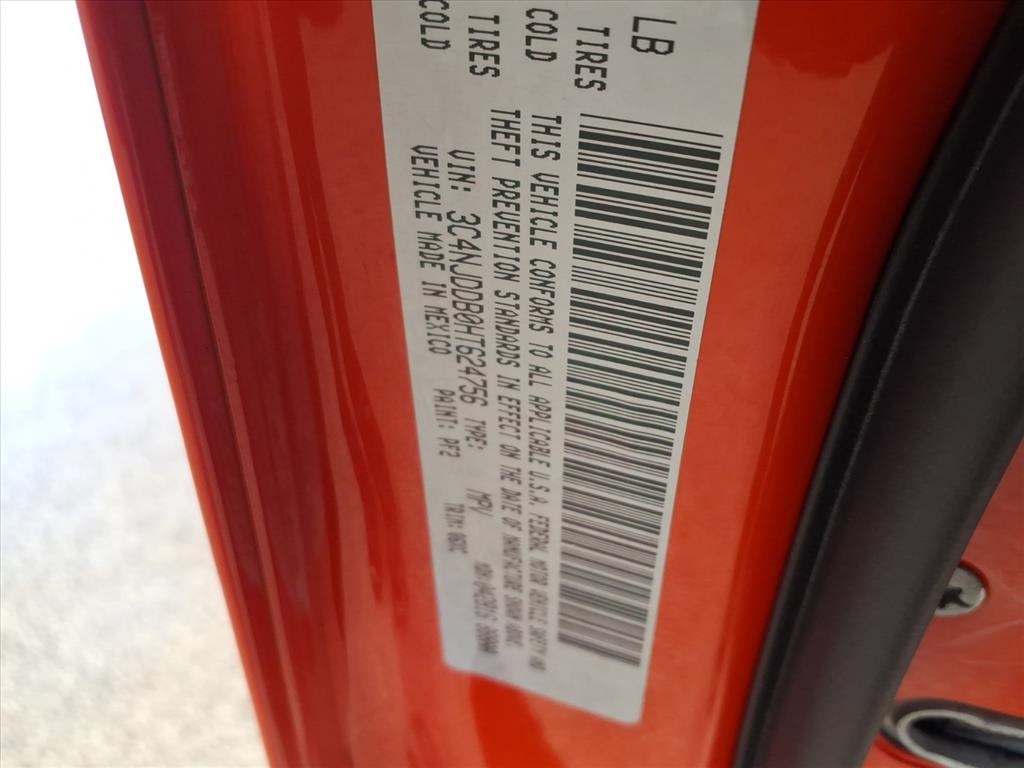 LB
TIRES COLD
TIRES COLD
THIS VEHICLE CONFORMS TO ALL APPLICABLE U.S.A. FEDERAL MOTOR VEHICLE SAFETY AND
THEFT PREVENTION STANDARDS IN EFFECT ON THE DATE OF MANUFACTURE SHOWN ABOVE.
VIN: 3C4NJDDB0HT624756 TYPE: MPV
VEHICLE MADE IN MEXICO PAINT: PF2 TRIM: